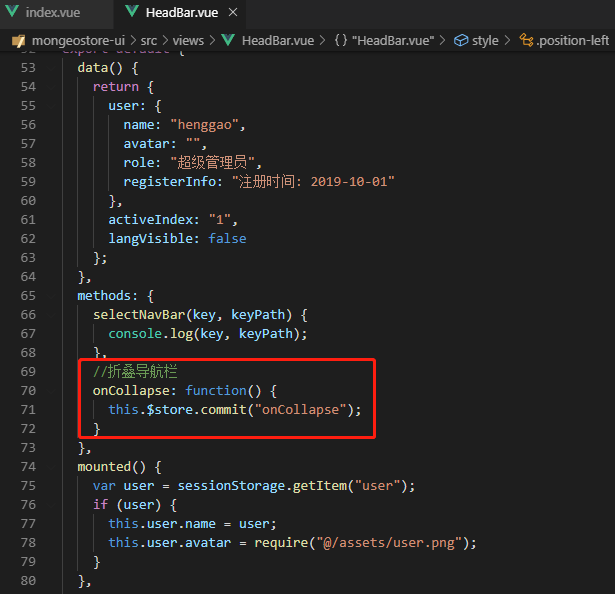 index.vue HeadBar.vue ×
mongeostore-ui > src > views > HeadBar.vue > {} "HeadBar.vue" > style > .position-left
53 data() {
54 return {
55 user: {
56 name: "henggao",
57 avatar: "",
58 role: "超级管理员",
59 registerInfo: "注册时间: 2019-10-01"
60 },
61 activeIndex: "1",
62 langVisible: false
63 };
64 },
65 methods: {
66 selectNavBar(key, keyPath) {
67 console.log(key, keyPath);
68 },
69 //折叠导航栏
70 onCollapse: function() {
71 this.$store.commit("onCollapse");
72 }
73 },
74 mounted() {
75 var user = sessionStorage.getItem("user");
76 if (user) {
77 this.user.name = user;
78 this.user.avatar = require("@/assets/user.png");
79 }
80 },